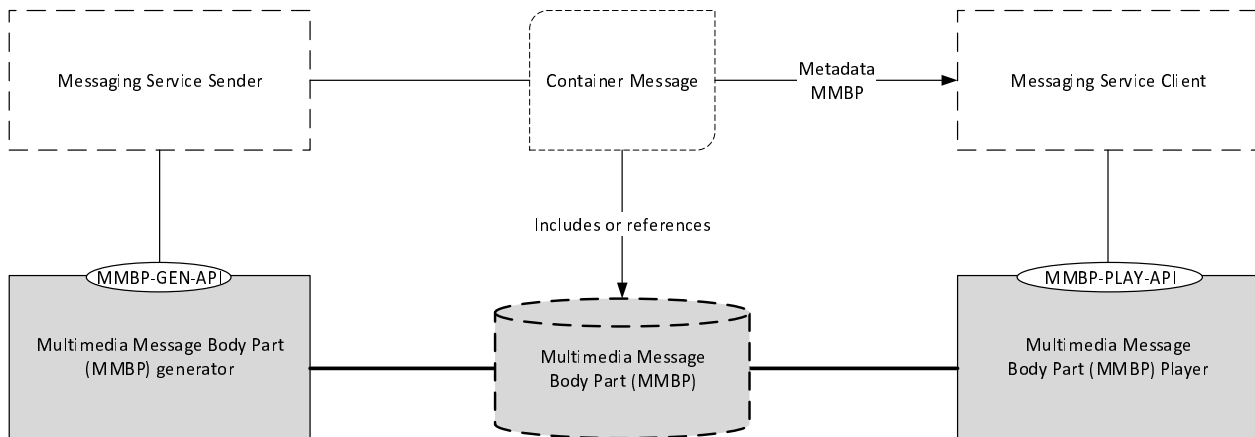 Messaging Service Sender
Container Message
Metadata
MMBP
Messaging Service Client
Includes or references
MMBP-GEN-API
MMBP-PLAY-API
Multimedia Message Body Part
(MMBP) generator
Multimedia Message
Body Part (MMBP)
Multimedia Message
Body Part (MMBP) Player